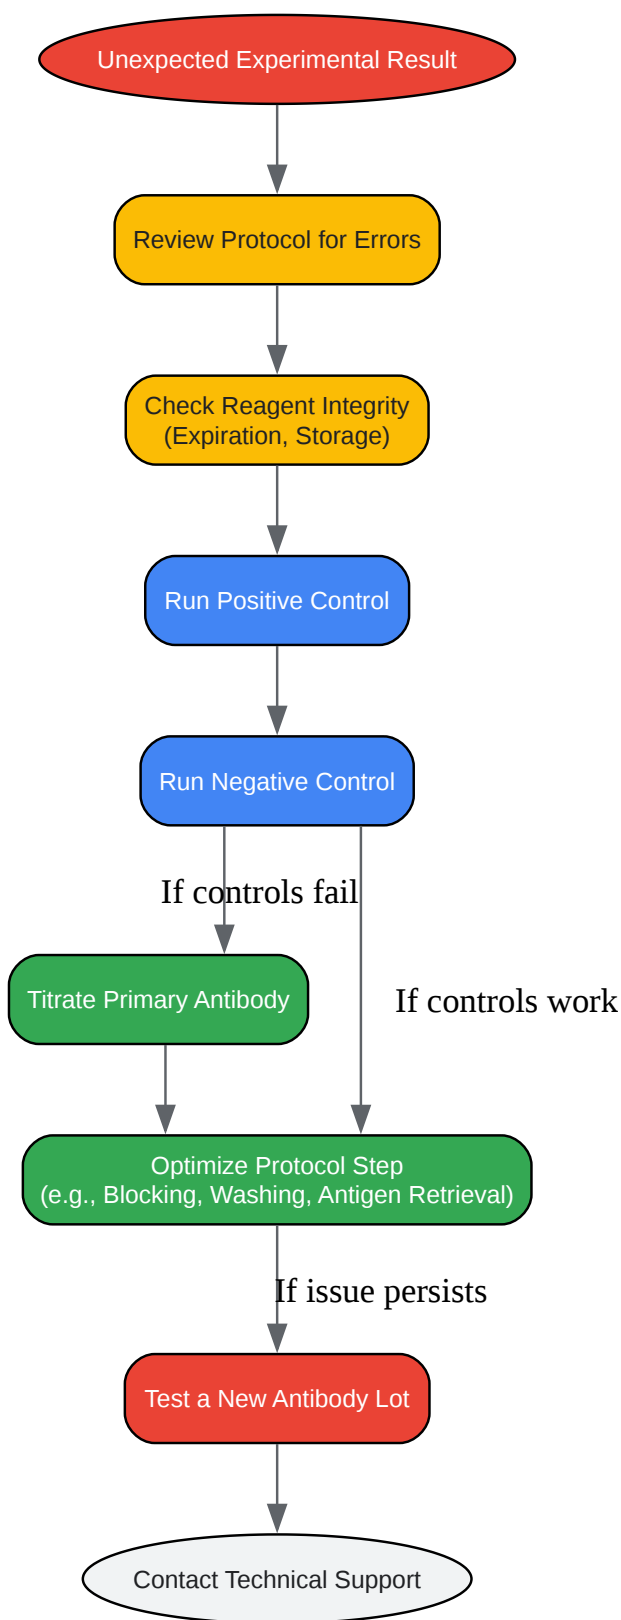 Unexpected Experimental Result
Review Protocol for Errors
Check Reagent Integrity
(Expiration, Storage)
Run Positive Control
Run Negative Control
If controls fail
Titrate Primary Antibody
If controls work
Optimize Protocol Step
(e.g., Blocking, Washing, Antigen Retrieval)
If issue persists
Test a New Antibody Lot
Contact Technical Support